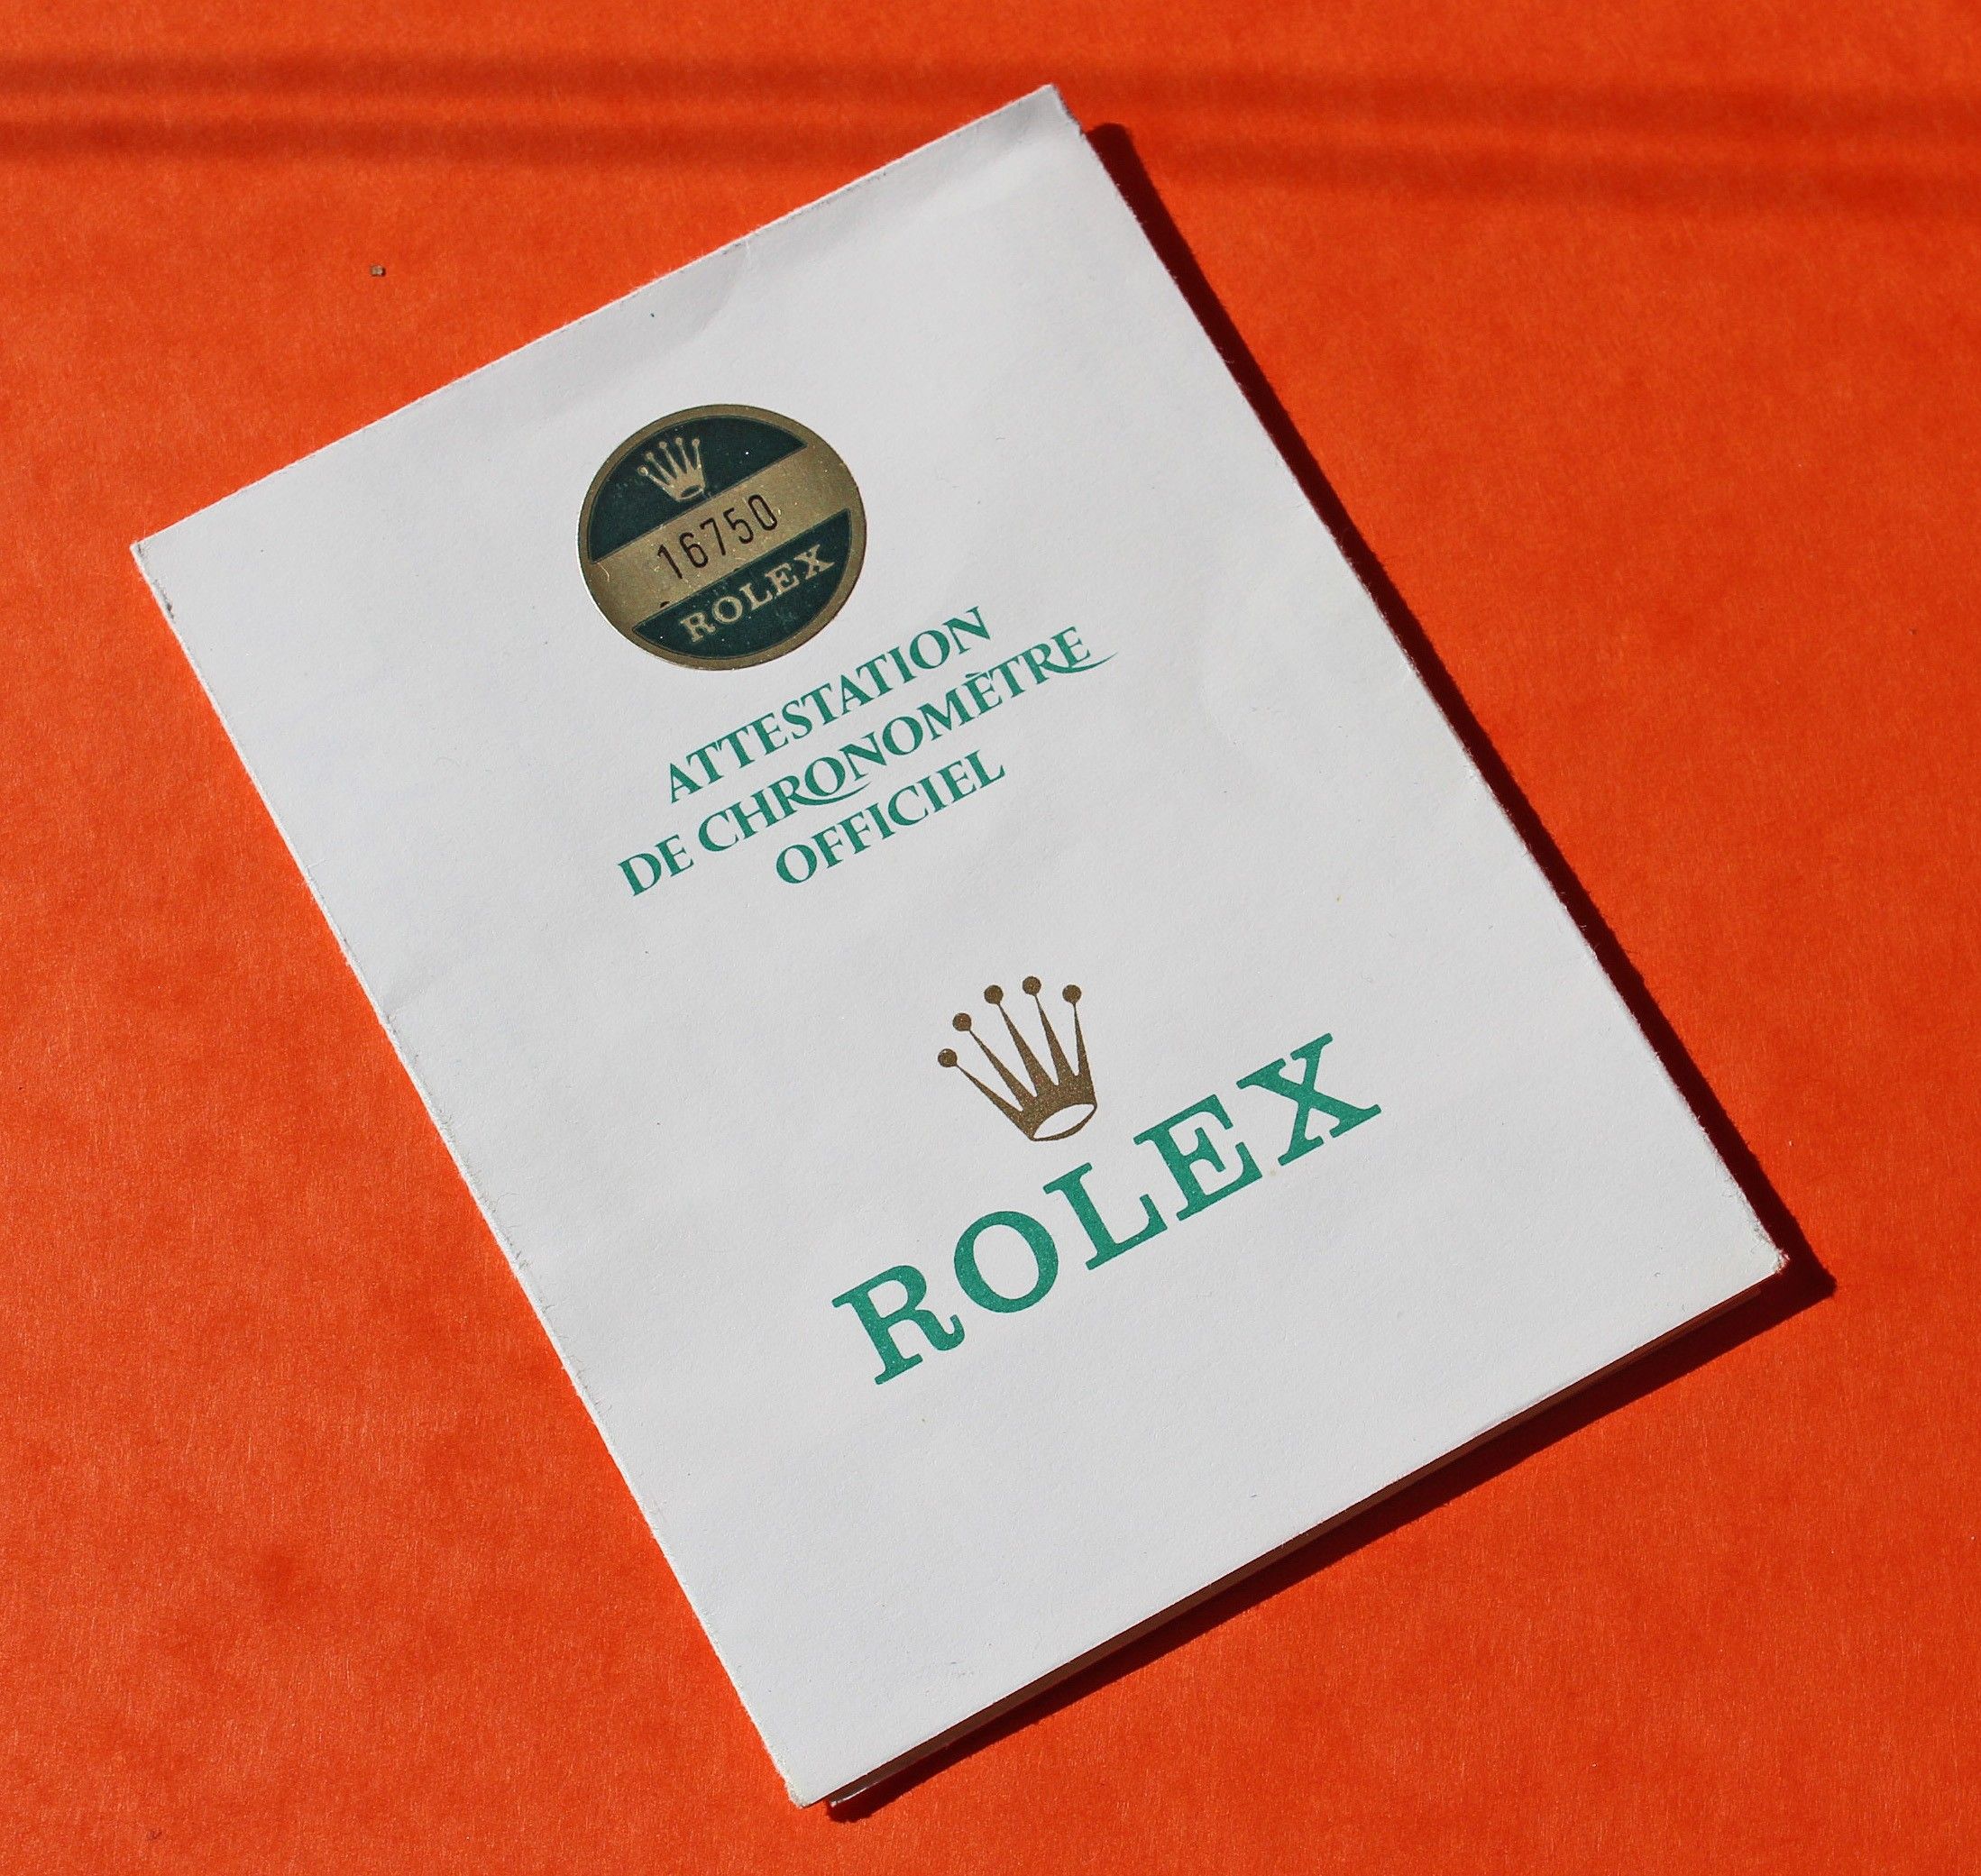 16750
ROLEX
ATTESTATION
DE CHRONOMÈTRE
OFFICIEL
ROLEX